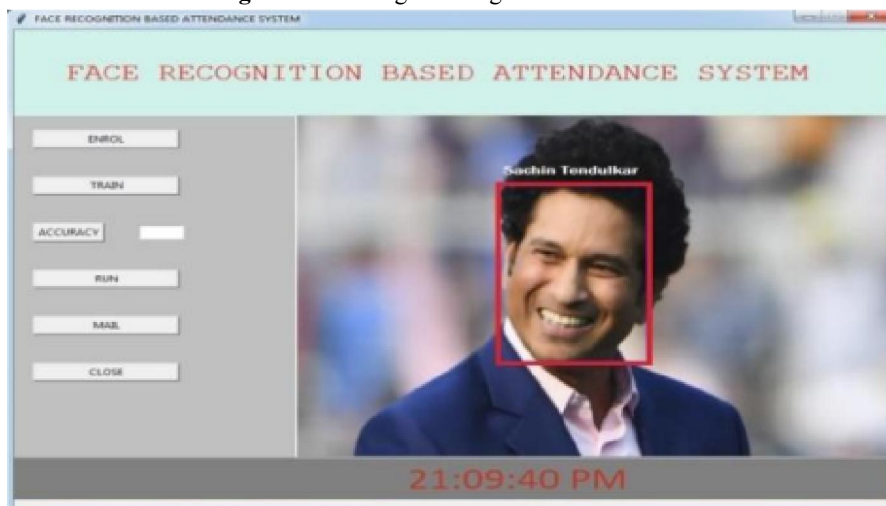 FACE RECOGNITION BASED ATTENDANCE SYSTEM
FACE RECOGNITION BASED ATTENDANCE SYSTEM
ENROL
TRAIN
ACCURACY
RUN
MAIL
CLOSE
Sachin Tendulkar
21:09:40 PM